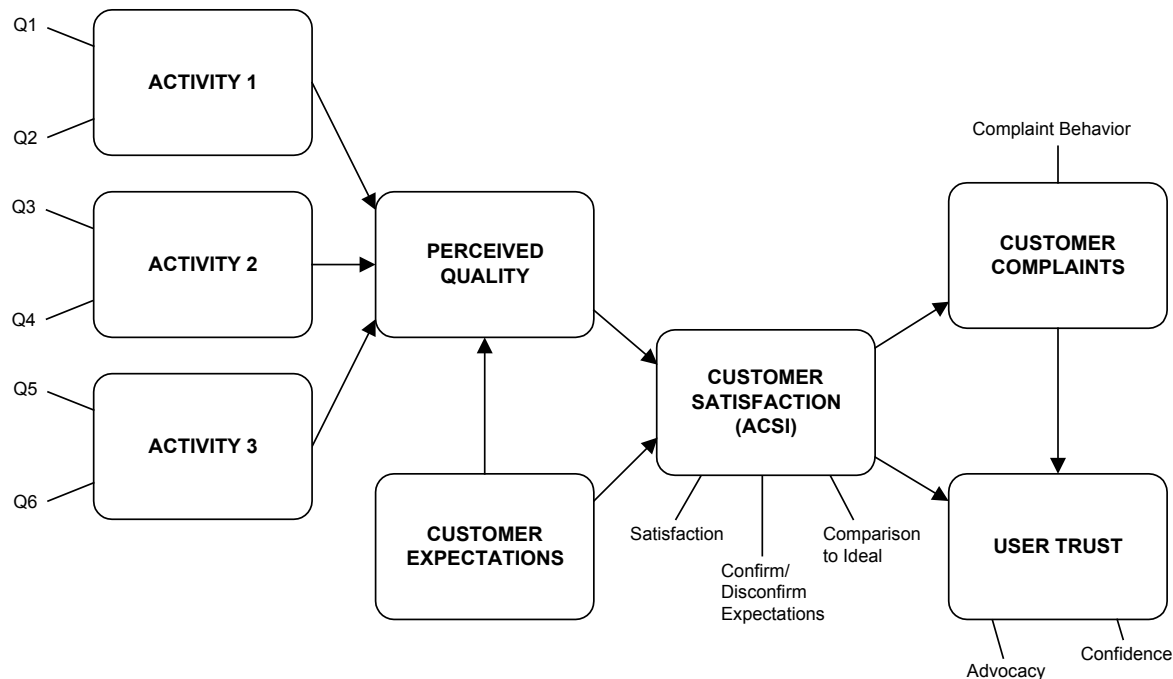 Q1
ACTIVITY 1
Q2
Q3
ACTIVITY 2
Q4
Q5
ACTIVITY 3
Q6
PERCEIVED
QUALITY
CUSTOMER
EXPECTATIONS
CUSTOMER
SATISFACTION
(ACSI)
Satisfaction
Confirm/
Disconfirm
Expectations
Comparison
to Ideal
Complaint Behavior
CUSTOMER
COMPLAINTS
USER TRUST
Advocacy
Confidence